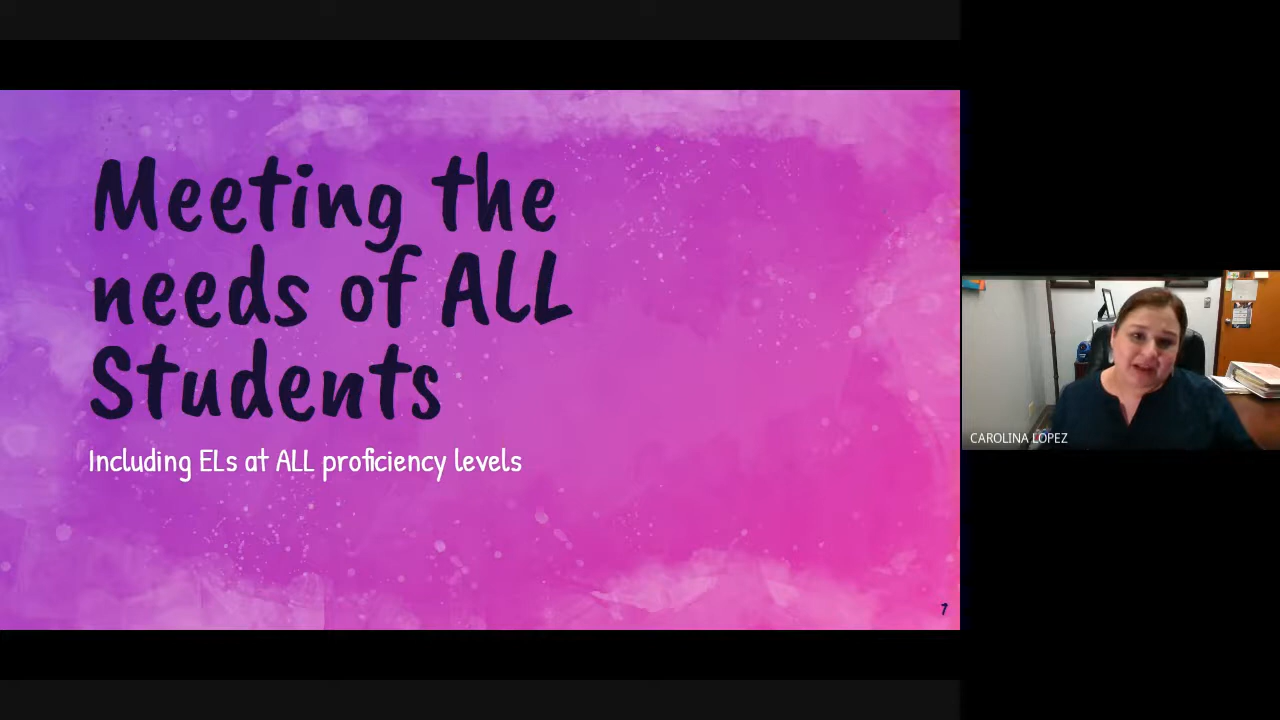 Meeting the
needs of ALL
Students
Including ELs at ALL proficiency levels
7
CAROLINA LOPEZ